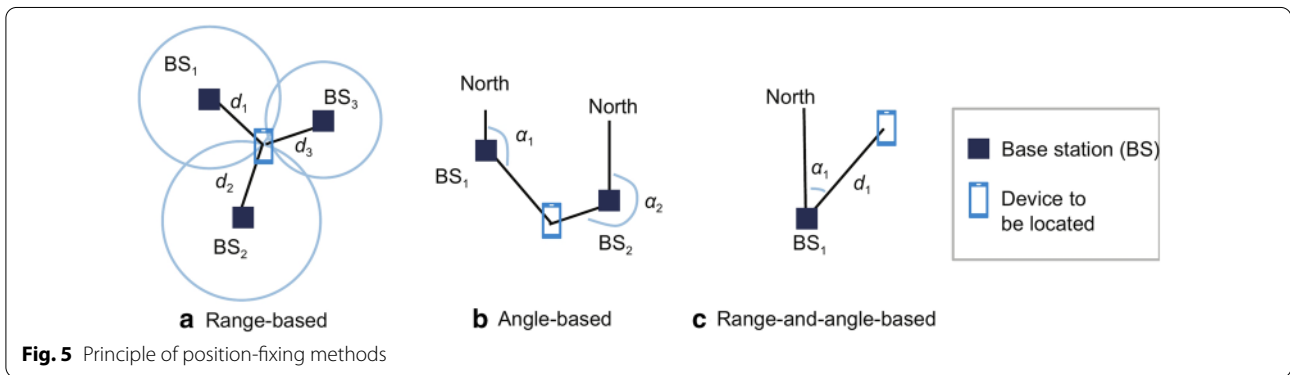 BS₁
d₁
BS₃
d₃
d₂
BS₂
a Range-based
North
α₁
BS₁
North
α₂
BS₂
b Angle-based
North
α₁
d₁
BS₁
c Range-and-angle-based
Base station (BS)
Device to
be located
Fig. 5 Principle of position-fixing methods